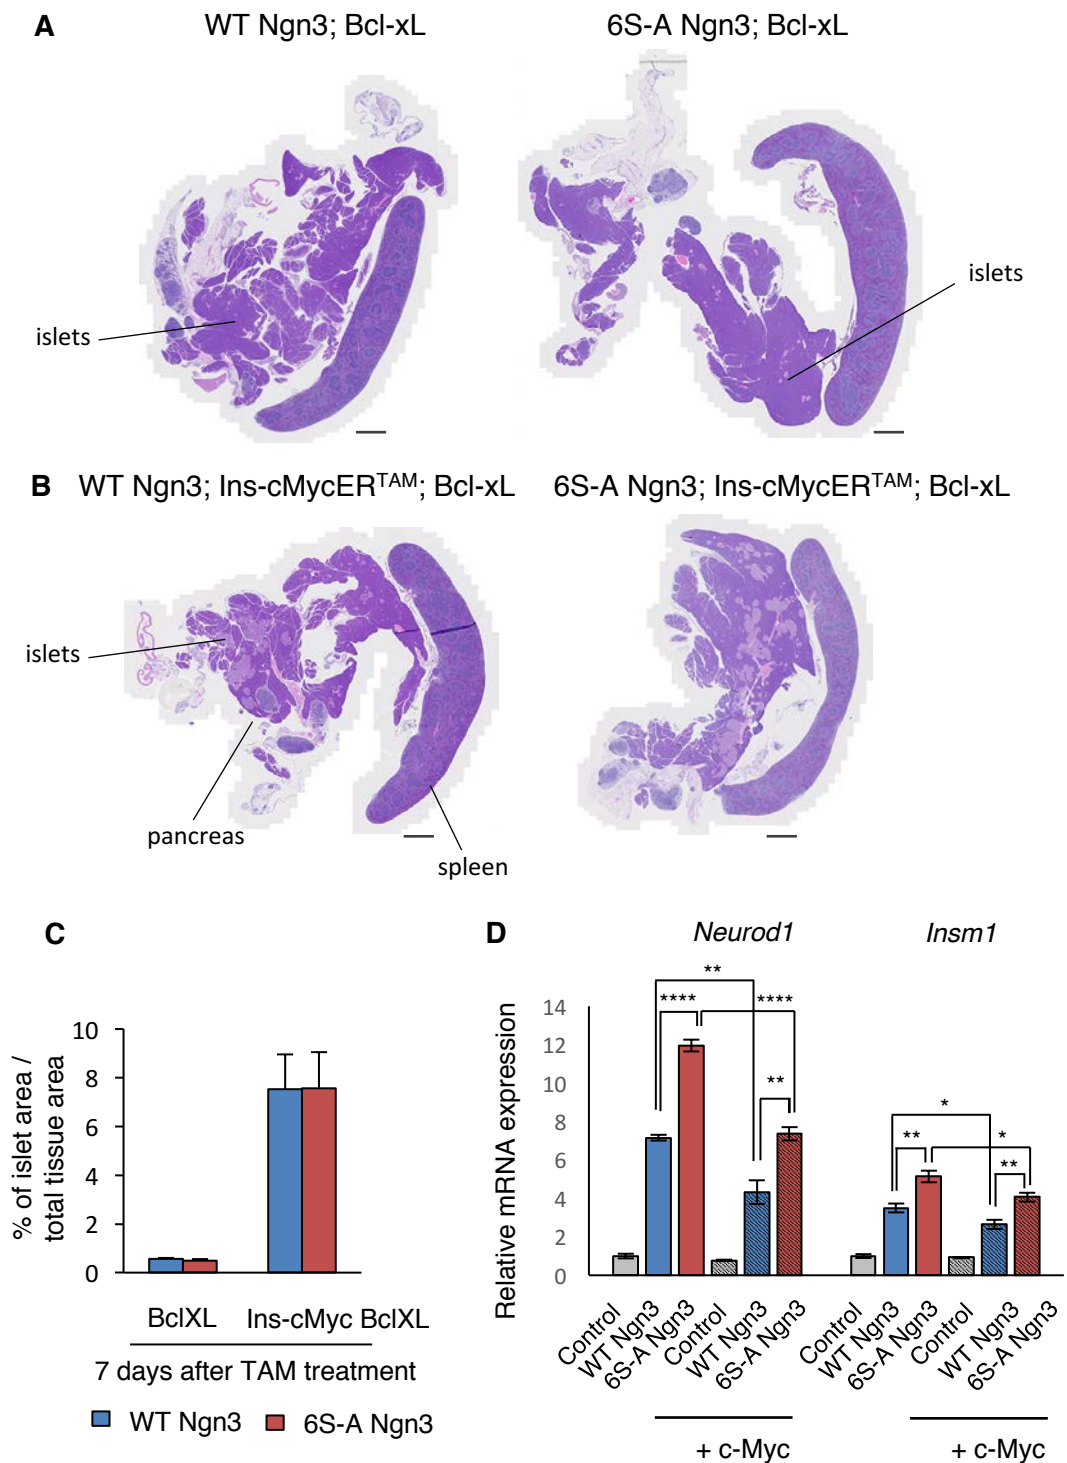 A WT Ngn3; Bcl-xL 6S-A Ngn3; Bcl-xL
islets
islets
B WT Ngn3; Ins-cMycER^TAM; Bcl-xL 6S-A Ngn3; Ins-cMycER^TAM; Bcl-xL
islets
pancreas
spleen
C
% of islet area /
total tissue area
10
8
6
4
2
0
BclXL Ins-cMyc BclXL
7 days after TAM treatment
WT Ngn3 6S-A Ngn3
D Neurod1 Insm1
Relative mRNA expression
14
12
10
8
6
4
2
0
** **** **** **
* ** * **
Control
WT Ngn3
6S-A Ngn3
Control
WT Ngn3
6S-A Ngn3
Control
WT Ngn3
6S-A Ngn3
Control
WT Ngn3
6S-A Ngn3
+ c-Myc + c-Myc